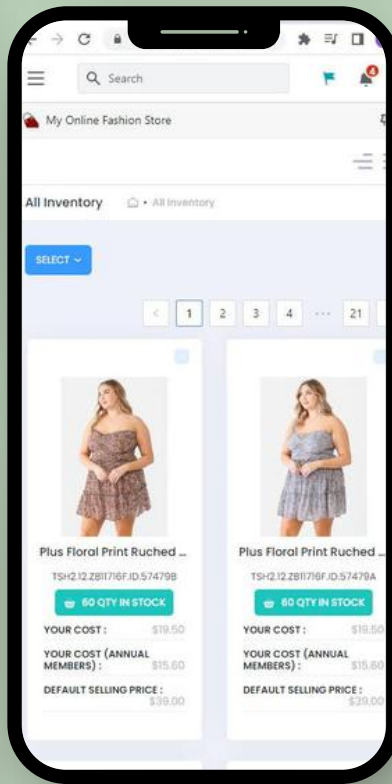 Search
4
My Online Fashion Store
All Inventory
• All Inventory
SELECT
< 1 2 3 4 ... 21
Plus Floral Print Ruched ...
TSH2.12.ZB11716F.ID.57479B
60 QTY IN STOCK
YOUR COST : $19.50
YOUR COST (ANNUAL
MEMBERS) : $15.60
DEFAULT SELLING PRICE :
$39.00
Plus Floral Print Ruched ...
TSH2.12.ZB11716F.ID.57479A
60 QTY IN STOCK
YOUR COST : $19.50
YOUR COST (ANNUAL
MEMBERS) : $15.60
DEFAULT SELLING PRICE :
$39.00